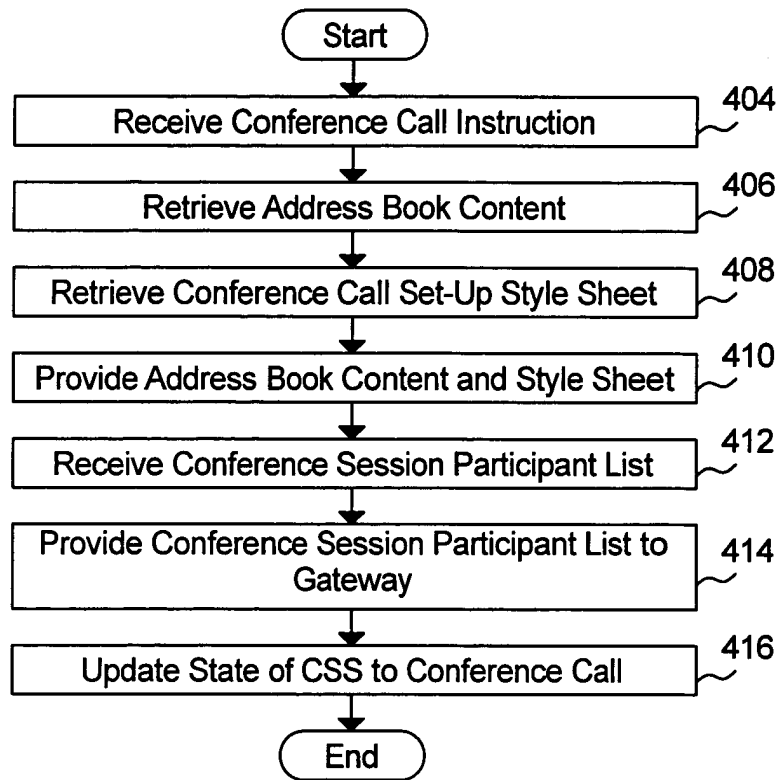 Start
404
Receive Conference Call Instruction
406
Retrieve Address Book Content
408
Retrieve Conference Call Set-Up Style Sheet
410
Provide Address Book Content and Style Sheet
412
Receive Conference Session Participant List
Provide Conference Session Participant List to
Gateway
414
416
Update State of CSS to Conference Call
End